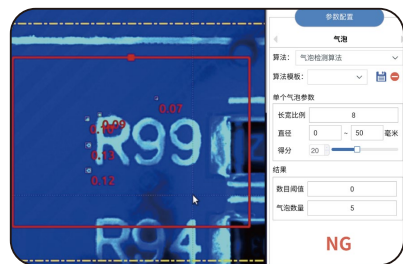 参数配置
气泡
算法： 气泡检测算法
算法模板：
单个气泡参数
长宽比例 8
直径 0 ~ 50 毫米
得分 20
结果
数目阈值 0
气泡数量 5
NG
0.07
0.09
0.13
0.12
R99
R94